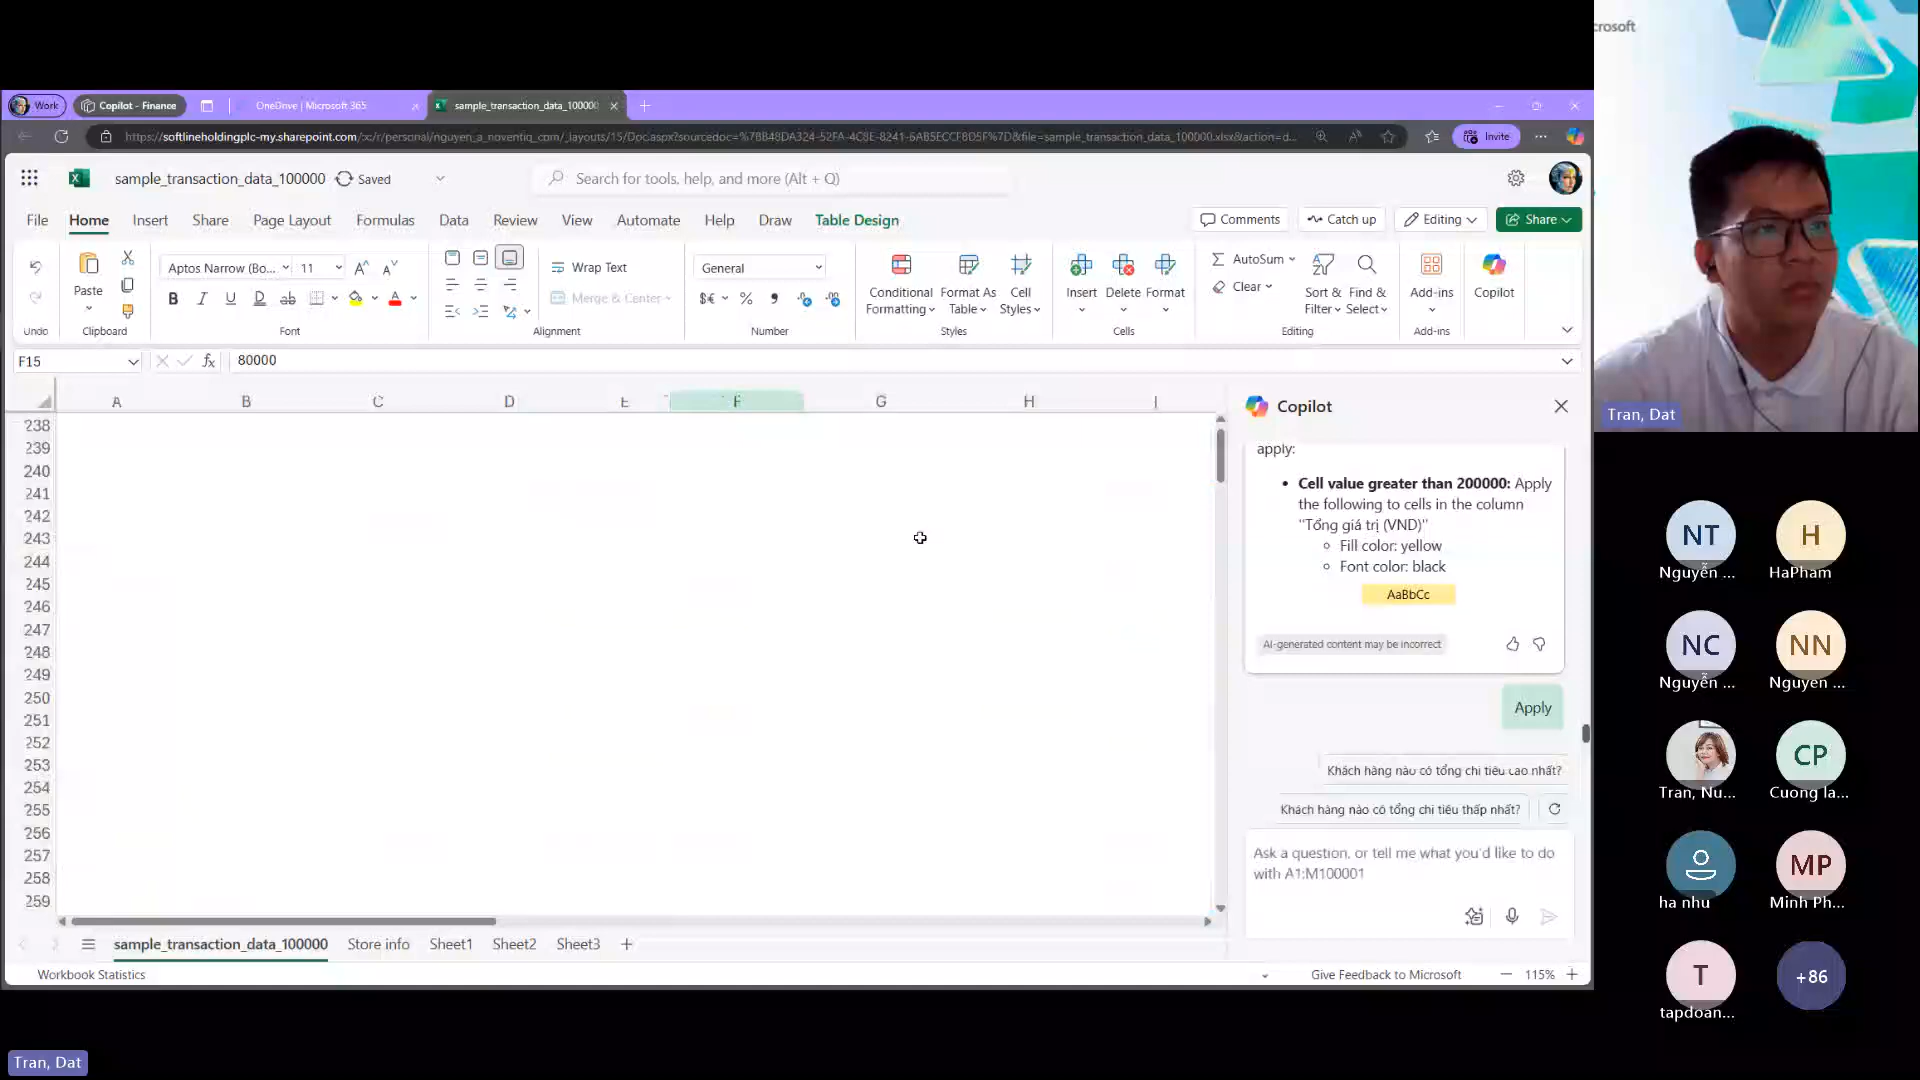 crosoft
Work
Copilot - Finance
OneDrive | Microsoft 365
sample_transaction_data_100000
Invite
sample_transaction_data_100000
Saved
Search for tools, help, and more (Alt + Q)
File Home Insert Share Page Layout Formulas Data Review View Automate Help Draw Table Design
Comments
Catch up
Editing
Share
Paste
Aptos Narrow (Bo...
11
Wrap Text
Merge & Center
General
Conditional Formatting
Format As Table
Cell Styles
Insert
Delete
Format
AutoSum
Clear
Sort & Filter
Find & Select
Add-ins
Copilot
Undo Clipboard Font Alignment Number Styles Cells Editing Add-ins
F15
80000
A B C D E F G H I
238
239
240
241
242
243
244
245
246
247
248
249
250
251
252
253
254
255
256
257
258
259
Copilot
apply:
Cell value greater than 200000: Apply
the following to cells in the column
"Tổng giá trị (VND)"
Fill color: yellow
Font color: black
AaBbCc
AI-generated content may be incorrect
Apply
Khách hàng nào có tổng chi tiêu cao nhất?
Khách hàng nào có tổng chi tiêu thấp nhất?
Ask a question, or tell me what you'd like to do
with A1:M100001
sample_transaction_data_100000 Store info Sheet1 Sheet2 Sheet3
Workbook Statistics
Give Feedback to Microsoft
115%
Tran, Dat
NT
Nguyễn ...
H
HaPham
NC
Nguyễn ...
NN
Nguyen ...
Tran, Nu...
CP
Cuong la...
ha nhu
MP
Minh Ph...
T
tapdoan...
+86
Tran, Dat